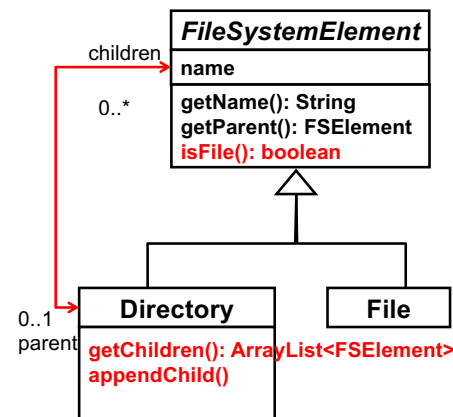 FileSystemElement
children
name
0..*
getName(): String
getParent(): FSElement
isFile(): boolean
Directory
File
0..1
parent
getChildren(): ArrayList<FSElement>
appendChild()